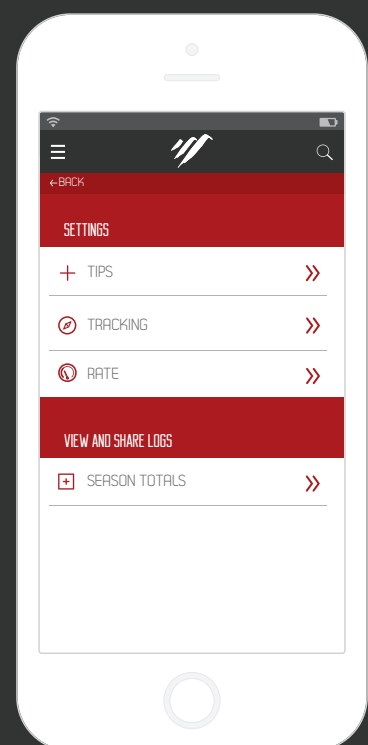 ←BACK
SETTINGS
TIPS
TRACKING
RATE
VIEW AND SHARE LOGS
SEASON TOTALS